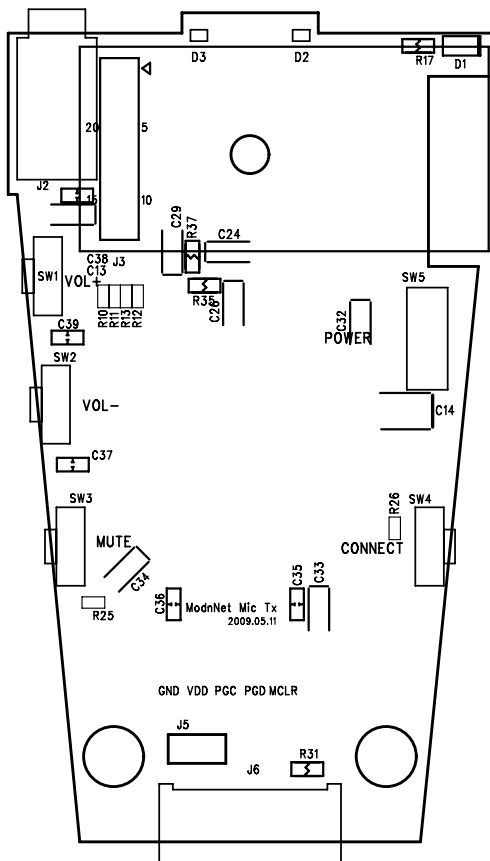 D3
D2
R17
D1
20
5
J2
15
10
C29
R37
C24
C38
J3
C13
SW1
VOL+
SW5
R35
C26
R10
R11
R13
R12
C32
C39
POWER
SW2
VOL-
C14
C37
SW3
R26
SW4
MUTE
CONNECT
C34
R25
C36
ModnNet Mic Tx
2009.05.11
C35
C33
GND VDD PGC PGD MCLR
J5
R31
J6